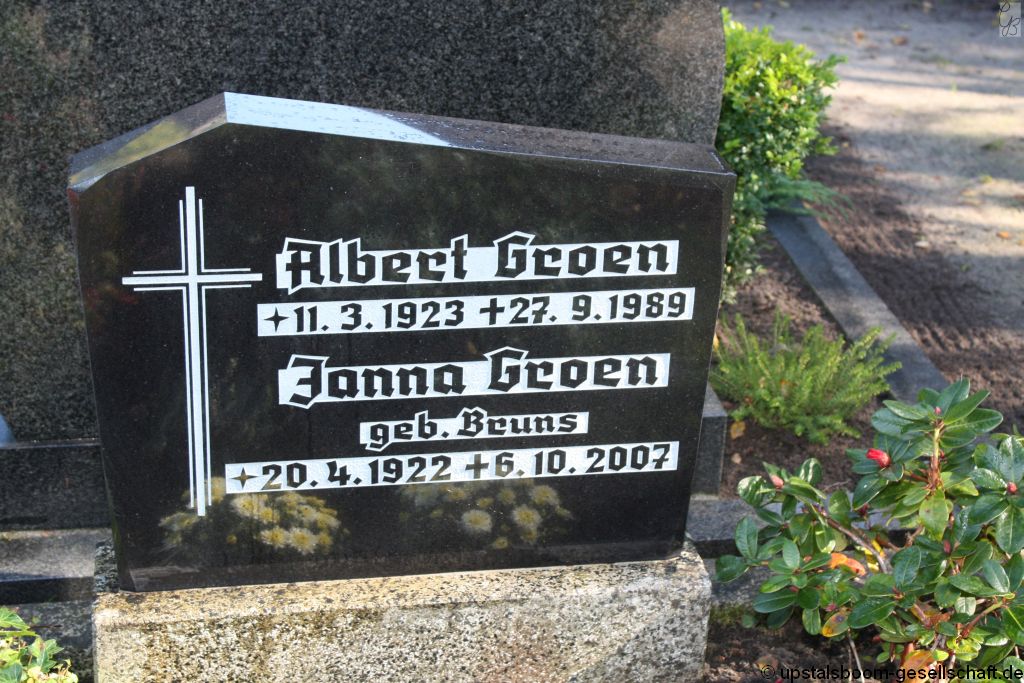 Albert Groen
✦11. 3. 1923 ✝27. 9. 1989
Janna Groen
geb. Bruns
✦20. 4. 1922 ✝6. 10. 2007
© upstalsboom-gesellschaft.de